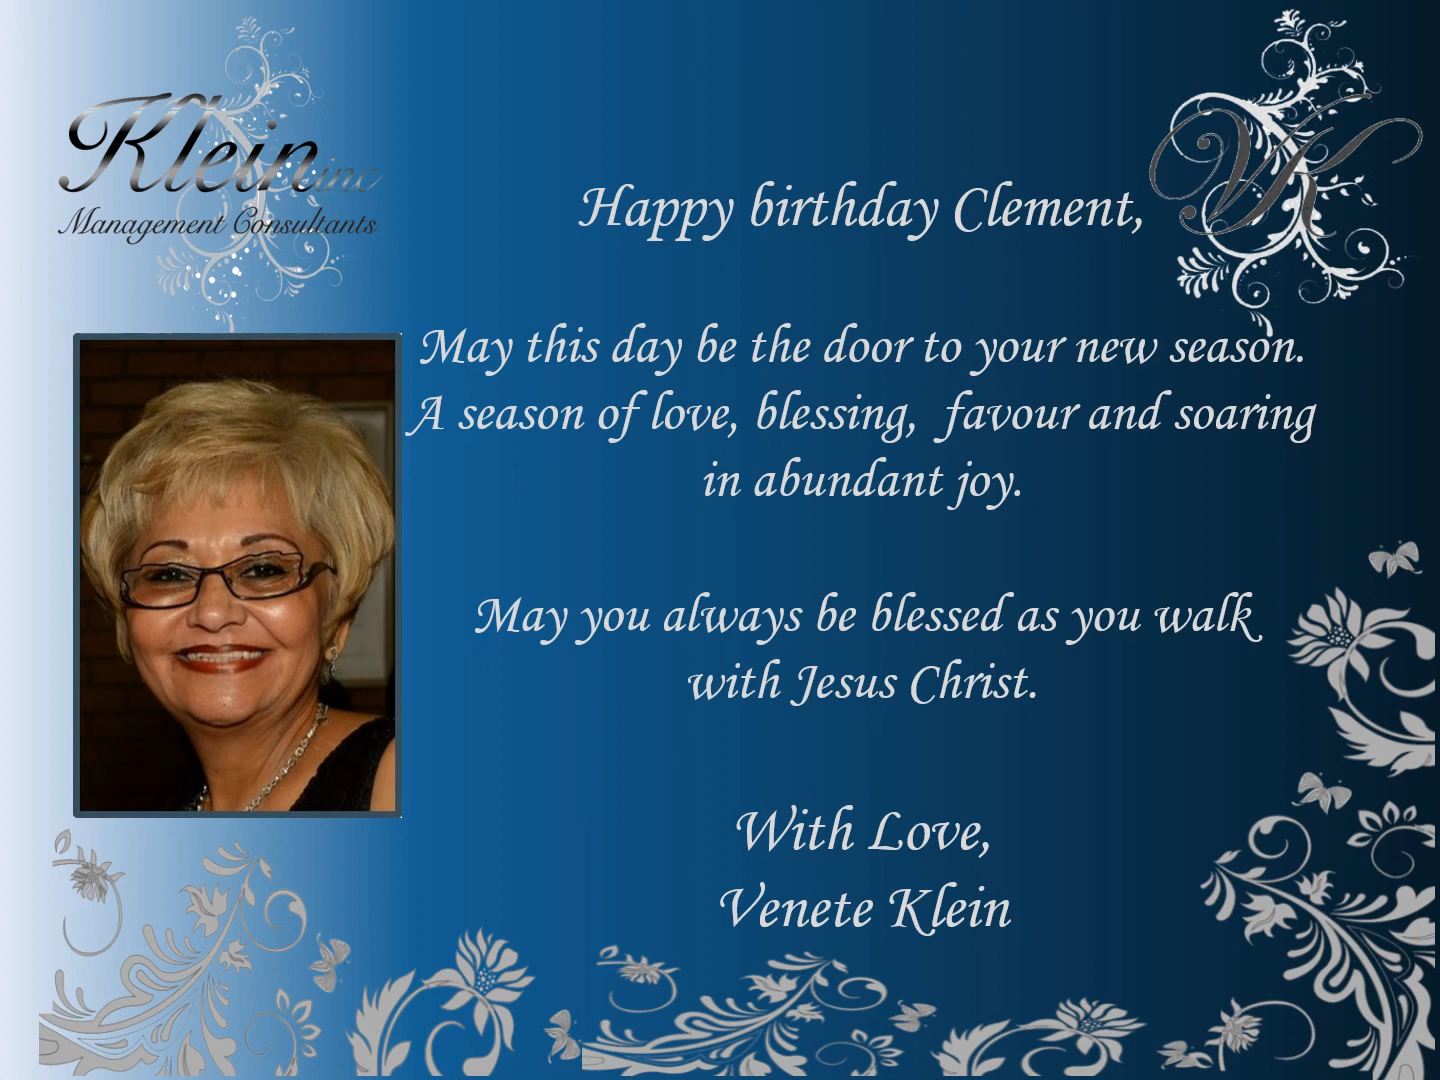 Klein inc
Management Consultants
VK
Happy birthday Clement,
May this day be the door to your new season.
A season of love, blessing, favour and soaring
in abundant joy.
May you always be blessed as you walk
with Jesus Christ.
With Love,
Venete Klein